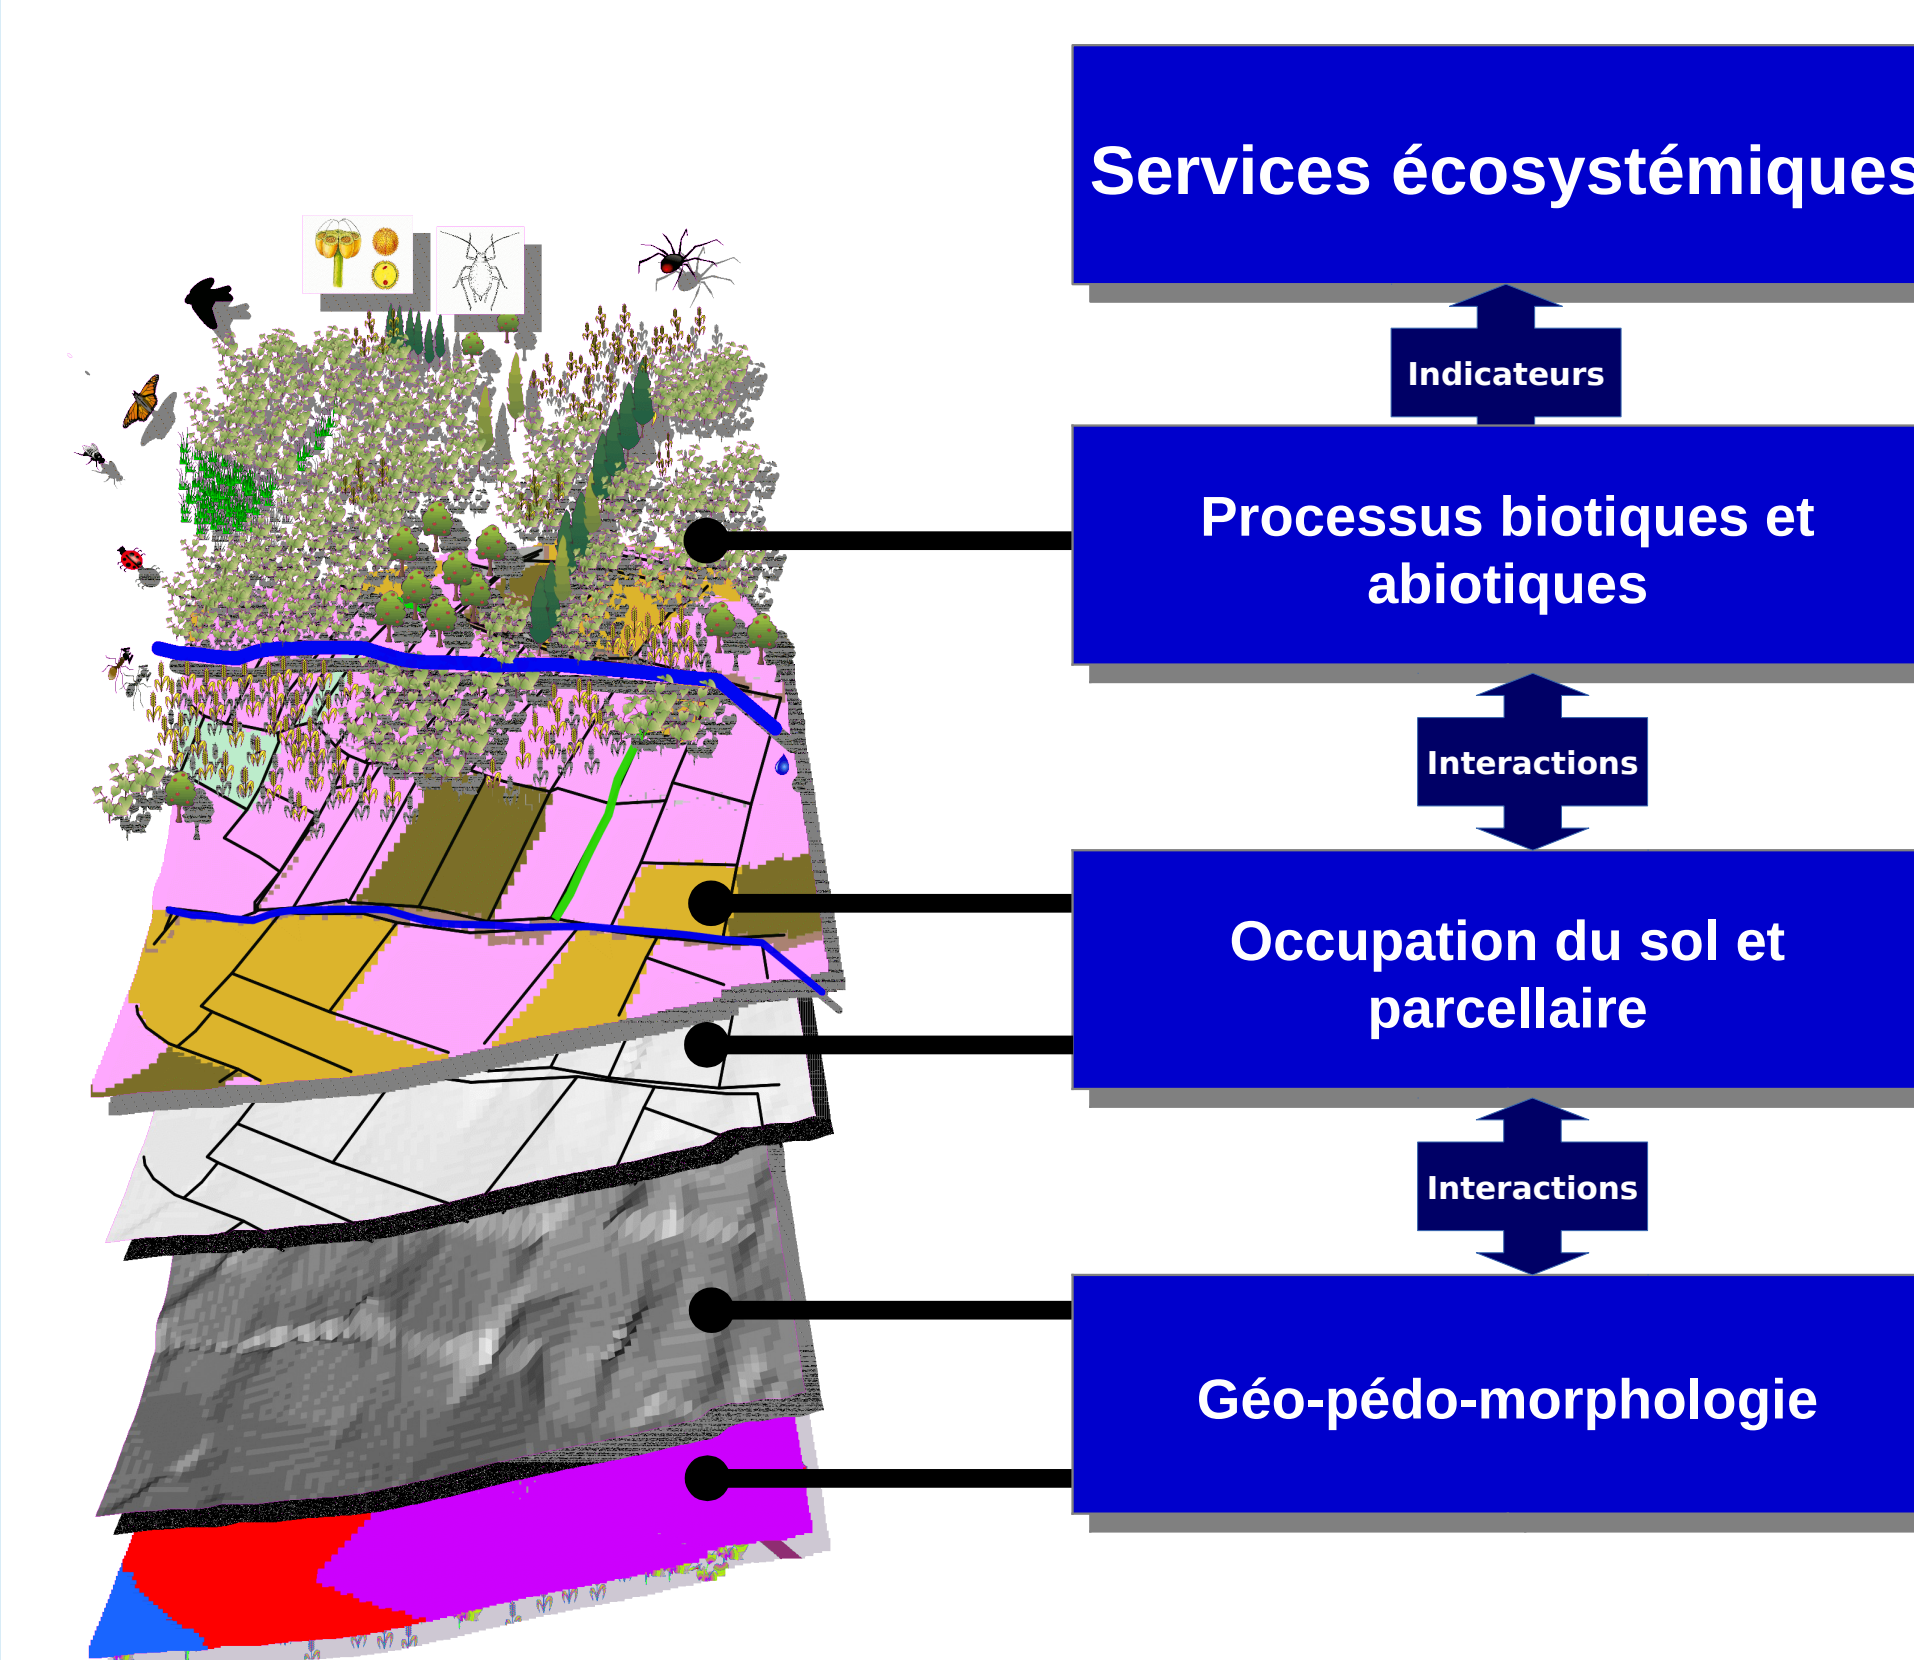 Services écosystémiques
Indicateurs
Processus biotiques et
abiotiques
Interactions
Occupation du sol et
parcellaire
Interactions
Géo-pédo-morphologie